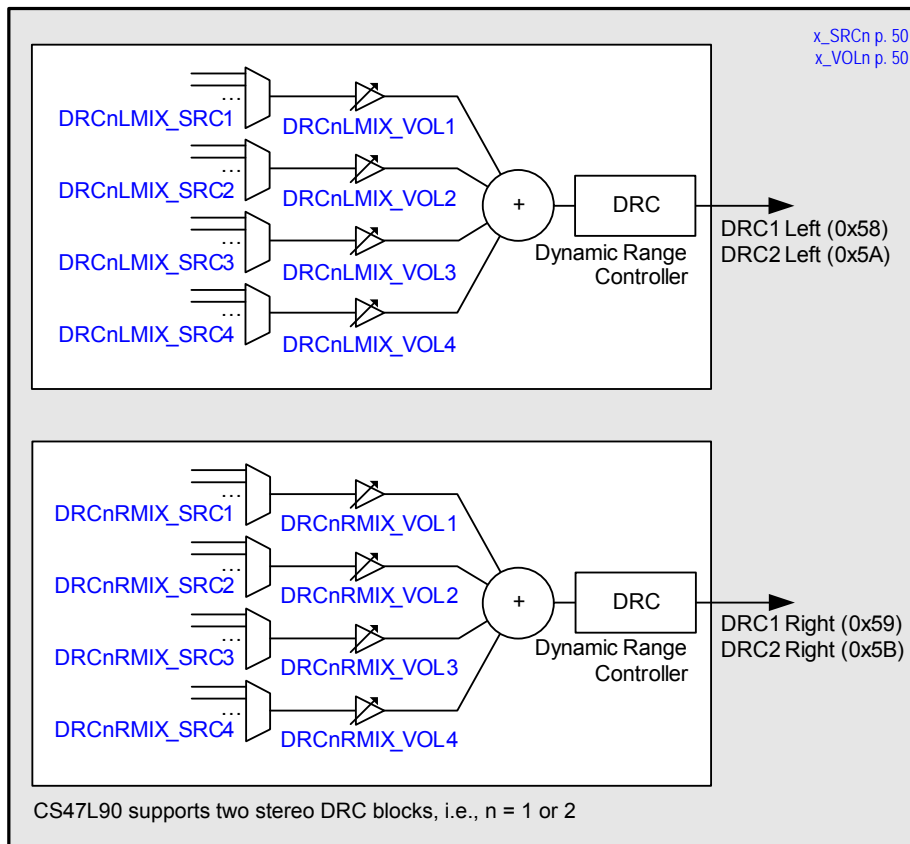 x_SRCn p. 50
x_VOLn p. 50
...
DRCnLMIX_SRC1
DRCnLMIX_VOL1
...
DRCnLMIX_SRC2
DRCnLMIX_VOL2
...
DRCnLMIX_SRC3
DRCnLMIX_VOL3
...
DRCnLMIX_SRC4
DRCnLMIX_VOL4
+
DRC
Dynamic Range
Controller
DRC1 Left (0x58)
DRC2 Left (0x5A)
...
DRCnRMIX_SRC1
DRCnRMIX_VOL1
...
DRCnRMIX_SRC2
DRCnRMIX_VOL2
...
DRCnRMIX_SRC3
DRCnRMIX_VOL3
...
DRCnRMIX_SRC4
DRCnRMIX_VOL4
+
DRC
Dynamic Range
Controller
DRC1 Right (0x59)
DRC2 Right (0x5B)
CS47L90 supports two stereo DRC blocks, i.e., n = 1 or 2